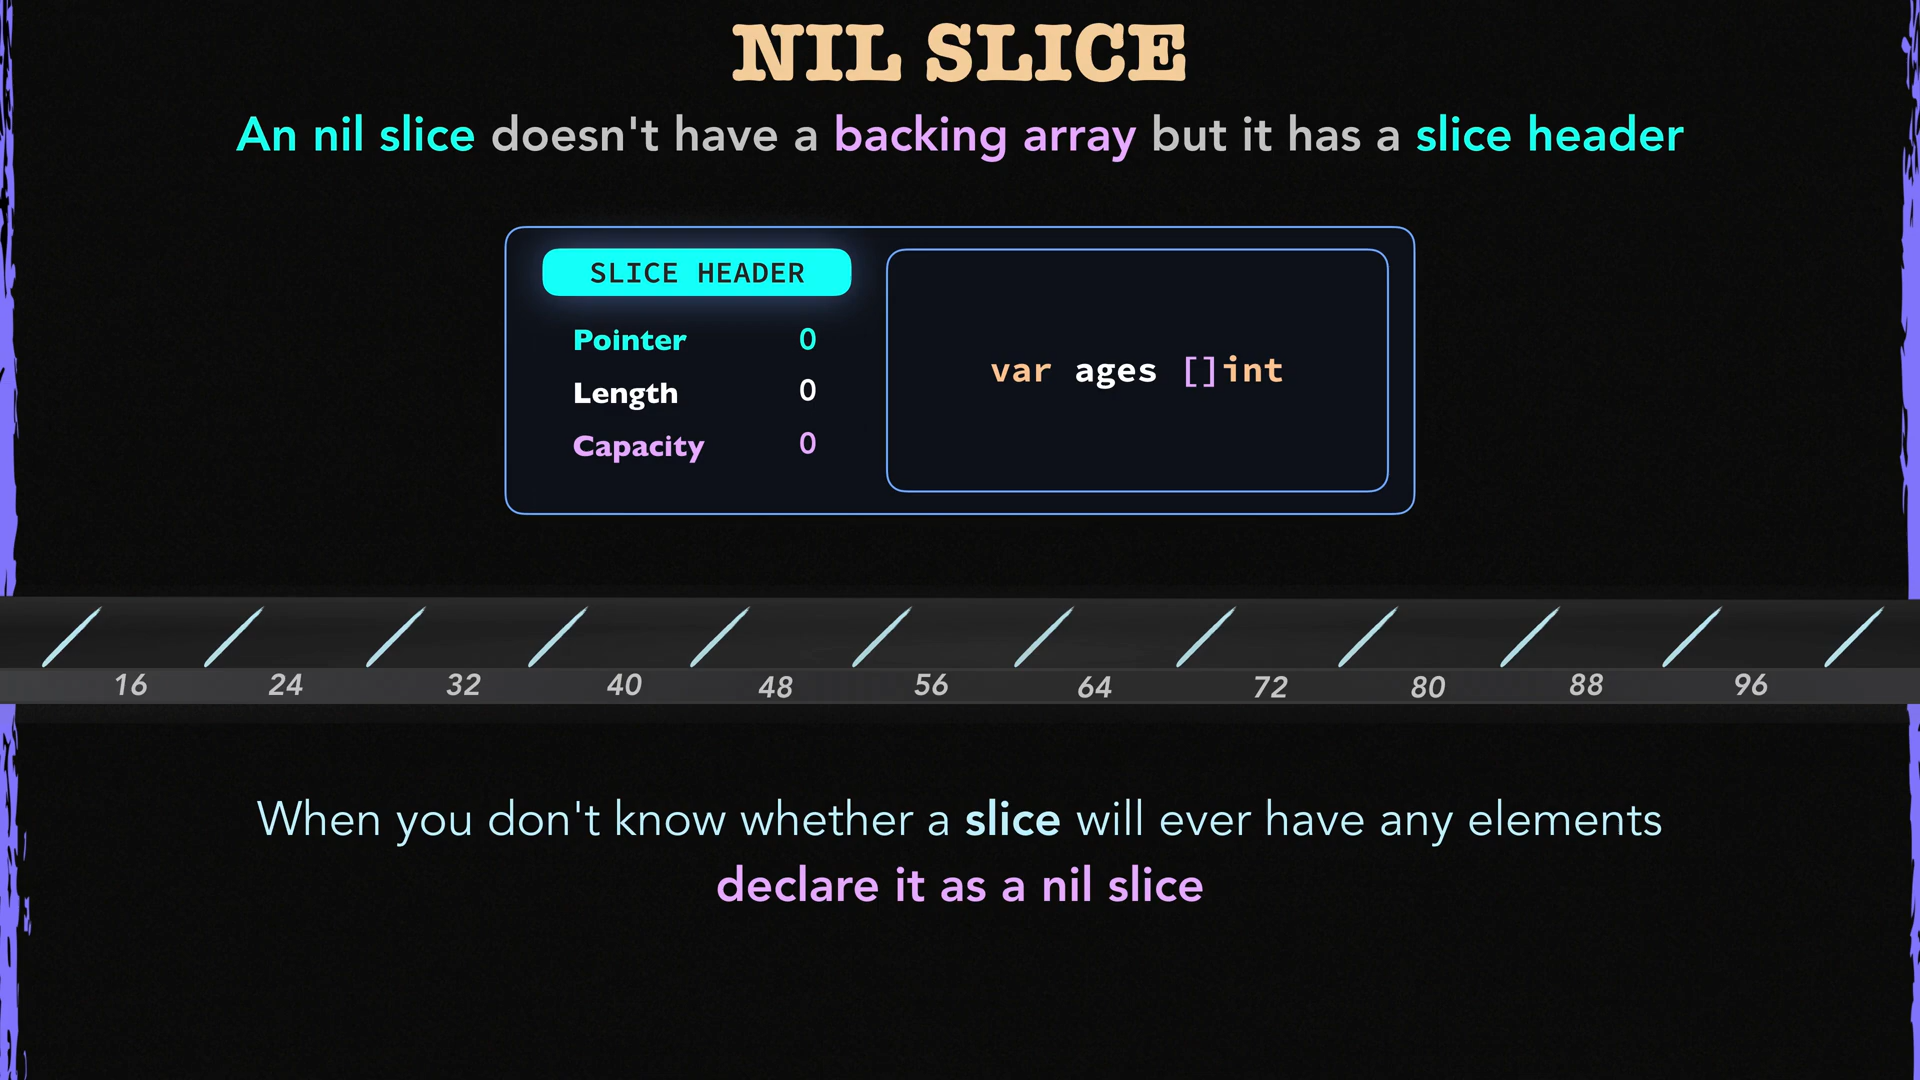 NIL SLICE
An nil slice doesn't have a backing array but it has a slice header
SLICE HEADER
Pointer 0
Length 0
Capacity 0
var ages []int
16 24 32 40 48 56 64 72 80 88 96
When you don't know whether a slice will ever have any elements
declare it as a nil slice